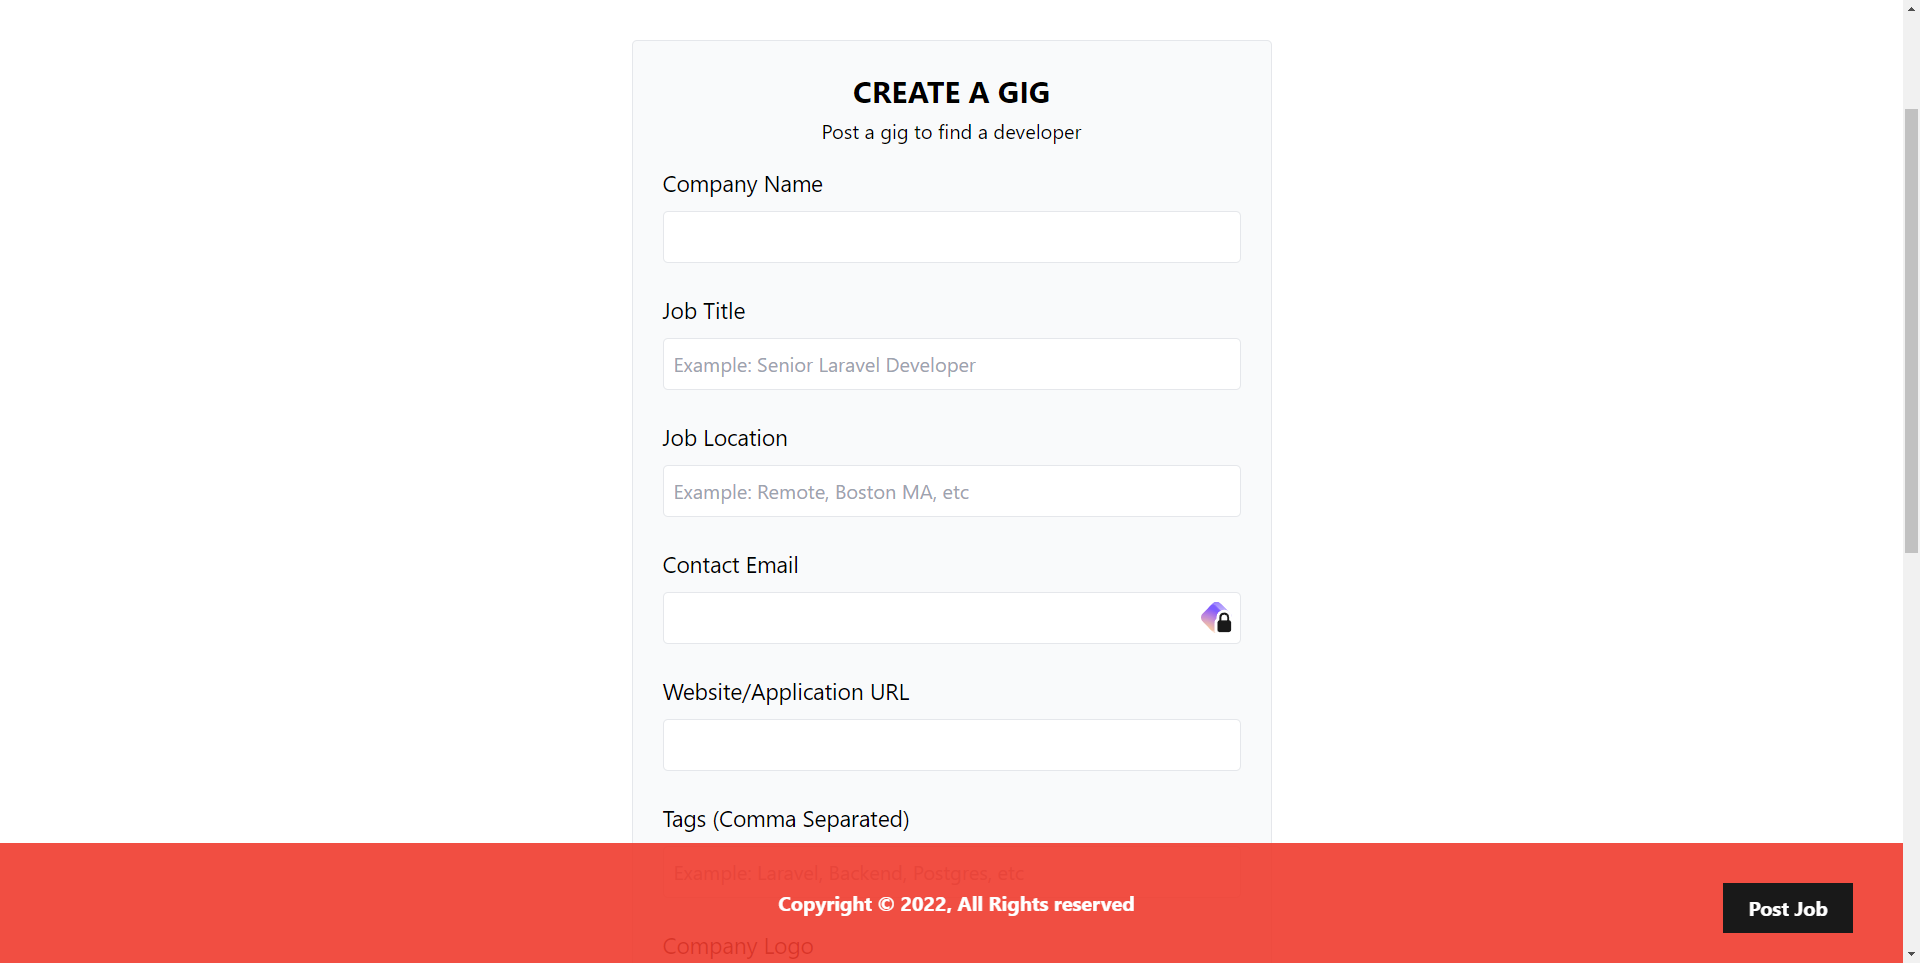 CREATE A GIG
Post a gig to find a developer
Company Name
Job Title
Example: Senior Laravel Developer
Job Location
Example: Remote, Boston MA, etc
Contact Email
Website/Application URL
Tags (Comma Separated)
Example: Laravel, Backend, Postgres, etc
Copyright © 2022, All Rights reserved
Post Job
Company Logo